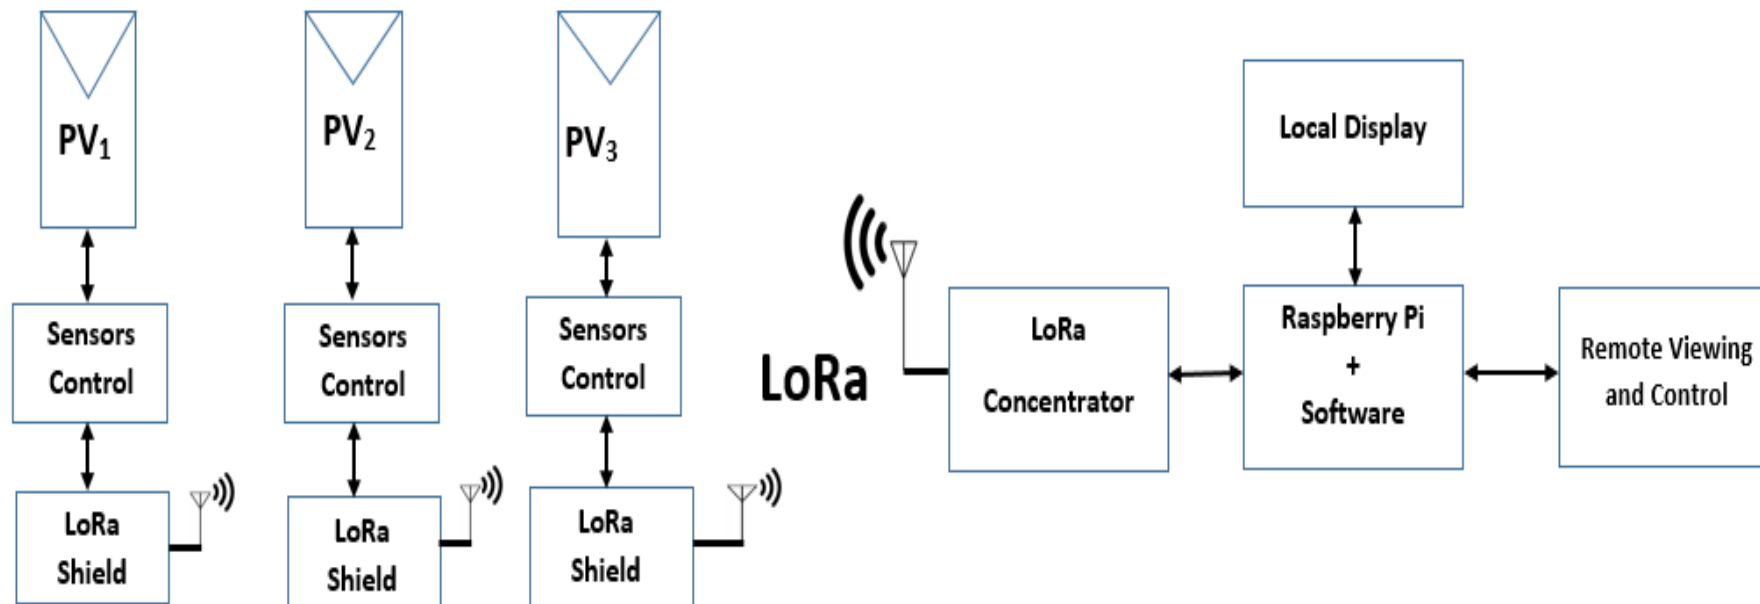 PV₁
Sensors
Control
LoRa
Shield
PV₂
Sensors
Control
LoRa
Shield
PV₃
Sensors
Control
LoRa
Shield
LoRa
LoRa
Concentrator
Local Display
Raspberry Pi
+
Software
Remote Viewing
and Control